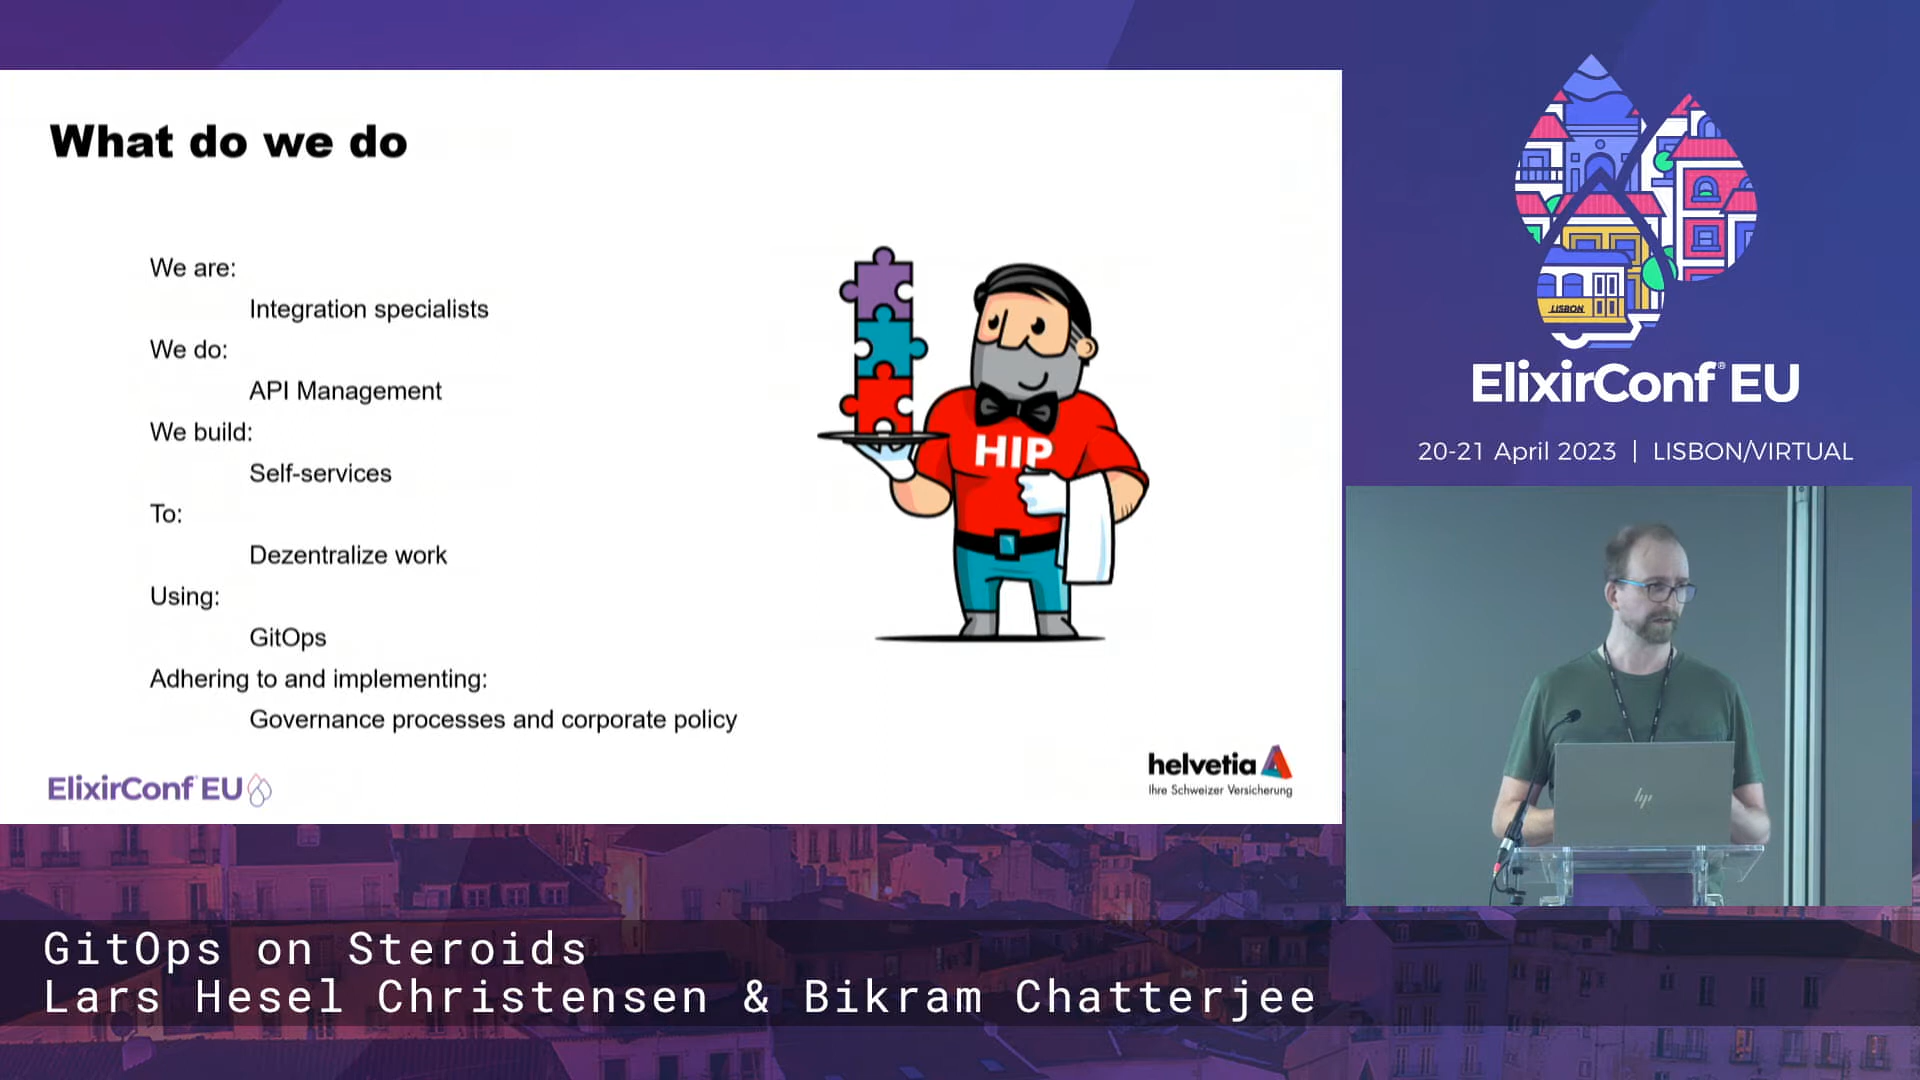 What do we do
We are:
Integration specialists
We do:
API Management
We build:
Self-services
To:
Dezentralize work
Using:
GitOps
Adhering to and implementing:
Governance processes and corporate policy
HIP
ElixirConf EU
helvetia
Ihre Schweizer Versicherung
LISBON
ElixirConf® EU
20-21 April 2023 | LISBON/VIRTUAL
hp
GitOps on Steroids
Lars Hesel Christensen & Bikram Chatterjee